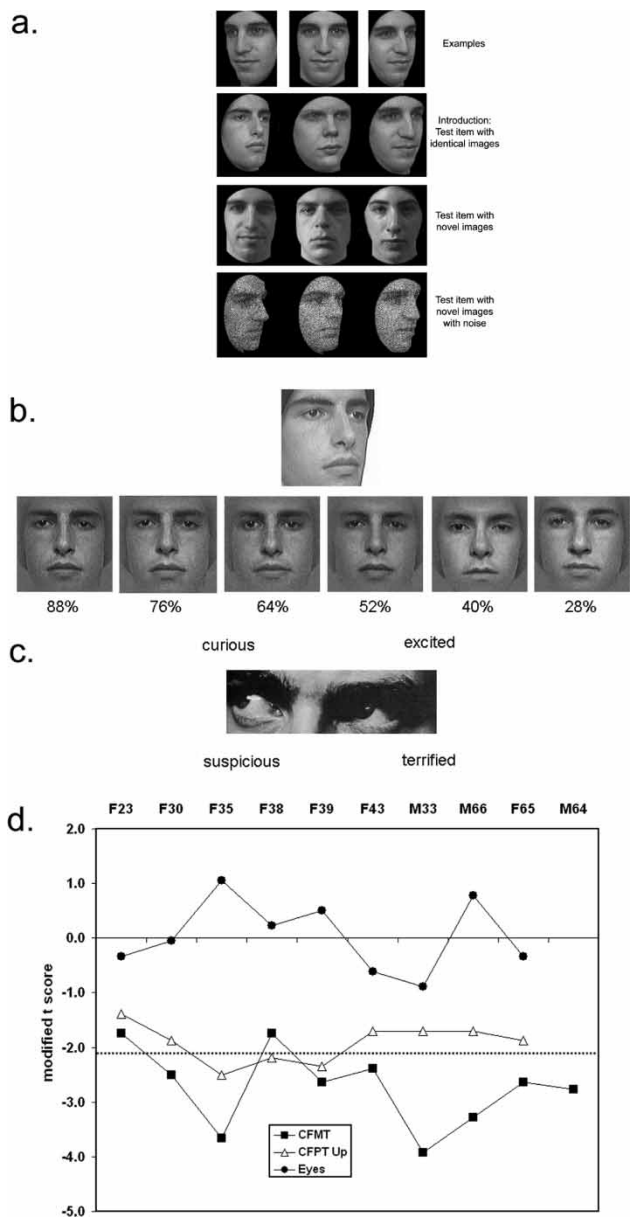 a.
Examples
Introduction:
Test item with
identical images
Test item with
novel images
Test item with
novel images
with noise
b.
88% 76% 64% 52% 40% 28%
c.
curious excited
suspicious terrified
d.
F23 F30 F35 F38 F39 F43 M33 M66 F65 M64
2.0
1.0
0.0
-1.0
-2.0
-3.0
-4.0
-5.0
modified t score
CFMT
CFPT Up
Eyes